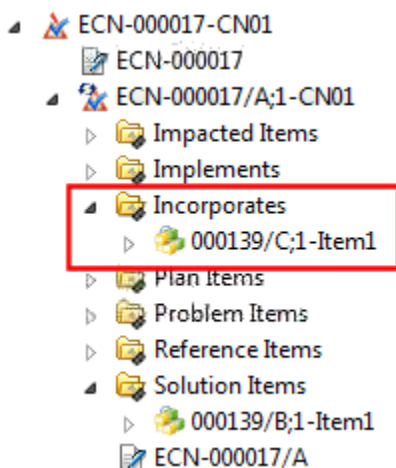 ECN-000017-CN01
ECN-000017
ECN-000017/A;1-CN01
Impacted Items
Implements
Incorporates
000139/C;1-Item1
Plan Items
Problem Items
Reference Items
Solution Items
000139/B;1-Item1
ECN-000017/A